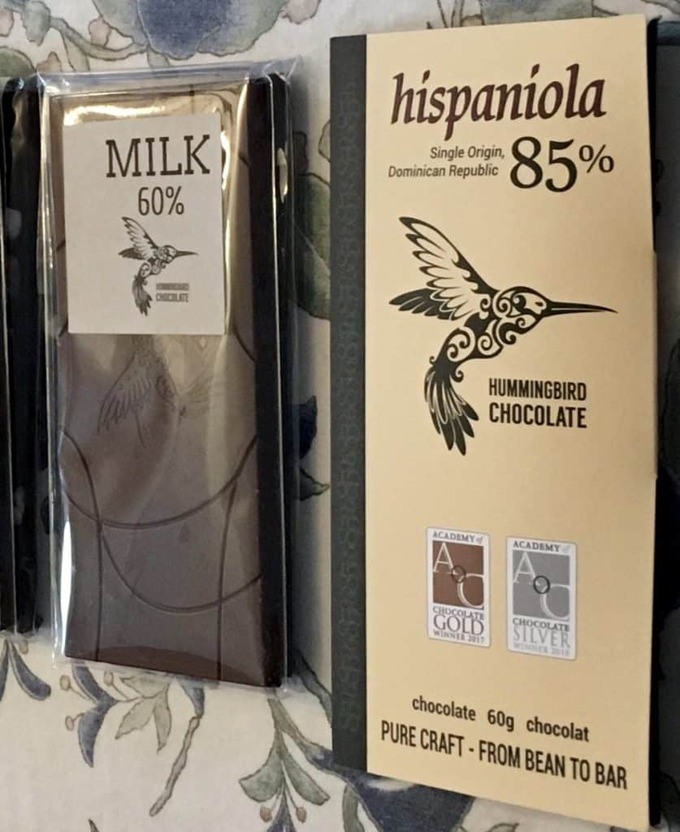 MILK
60%
HUMMINGBIRD
CHOCOLATE
hispaniola
Single Origin,
Dominican Republic
85%
HUMMINGBIRD
CHOCOLATE
ACADEMY of
A
O
C
CHOCOLATE
GOLD
WINNER 2017
ACADEMY of
A
O
C
CHOCOLATE
SILVER
chocolate 60g chocolat
PURE CRAFT - FROM BEAN TO BAR